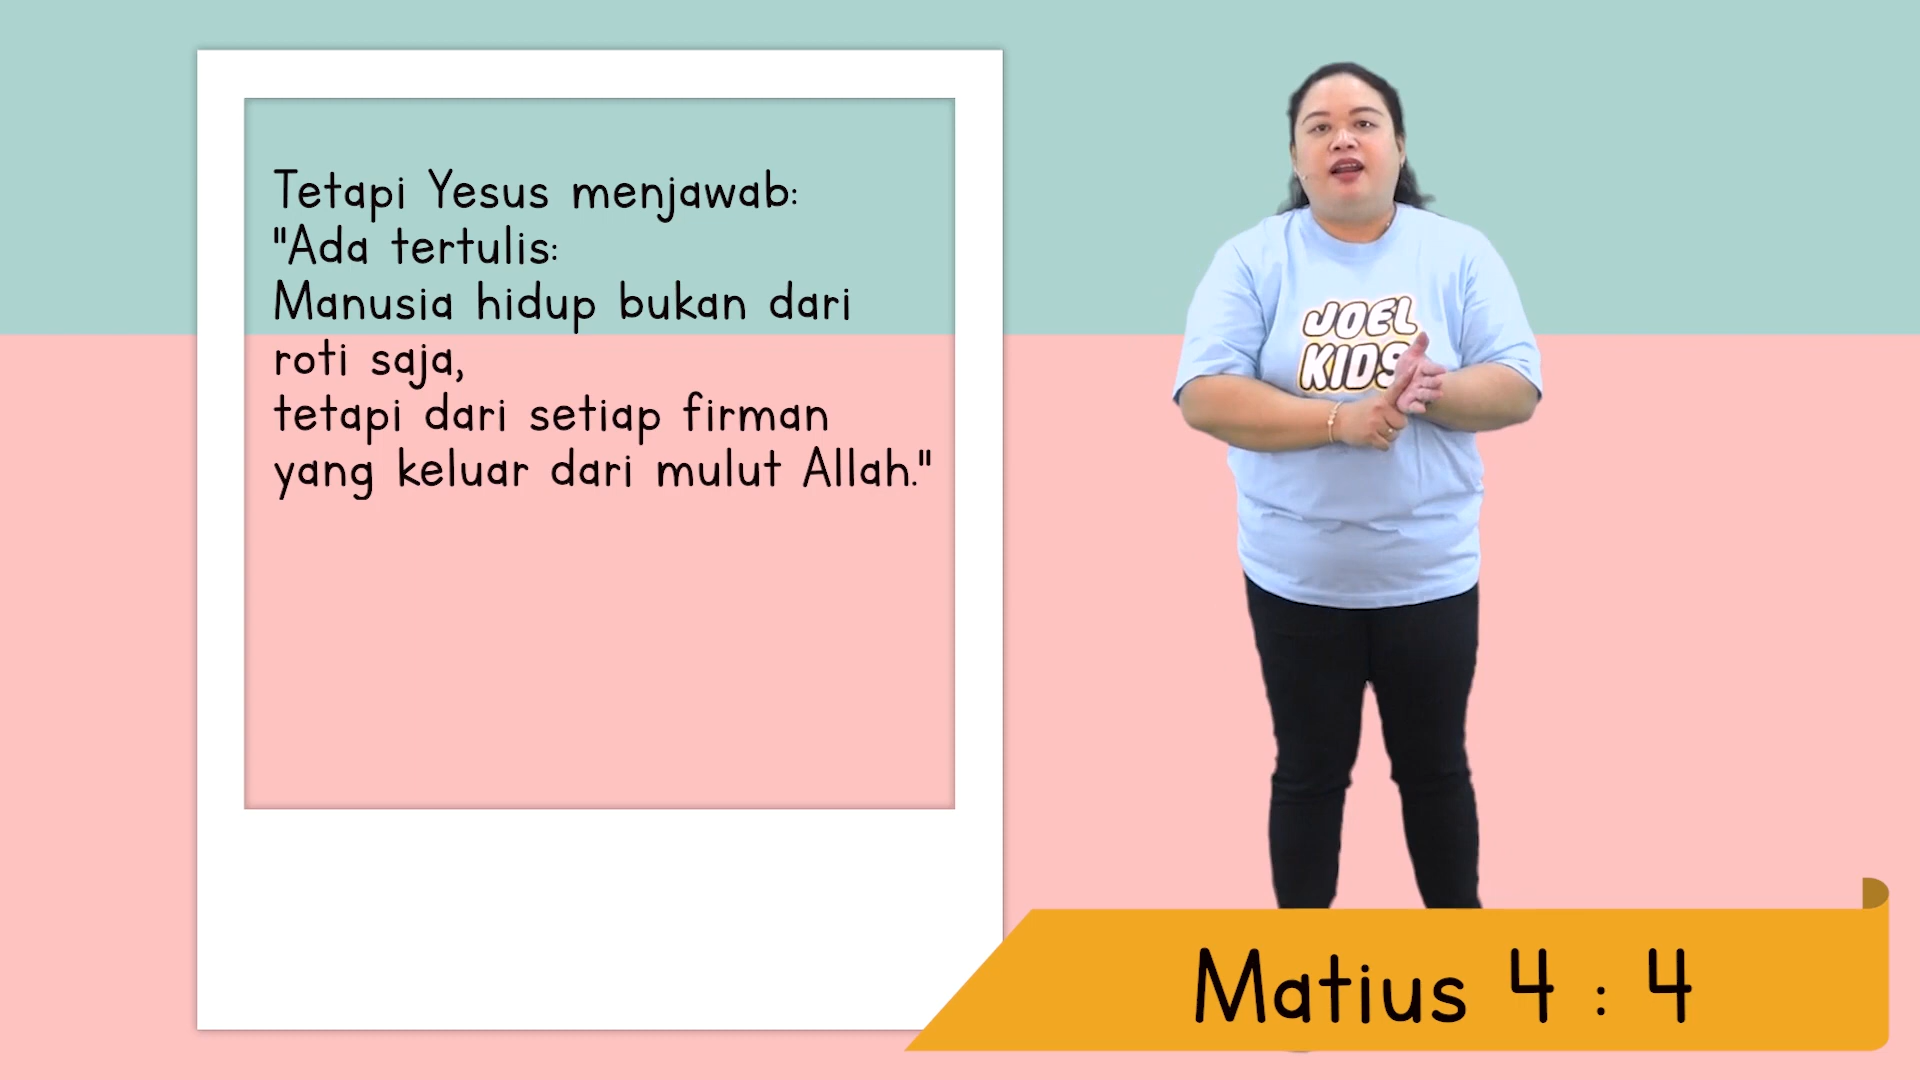 Tetapi Yesus menjawab:
"Ada tertulis:
Manusia hidup bukan dari
roti saja,
tetapi dari setiap firman
yang keluar dari mulut Allah."
JOEL
KIDS
Matius 4 : 4